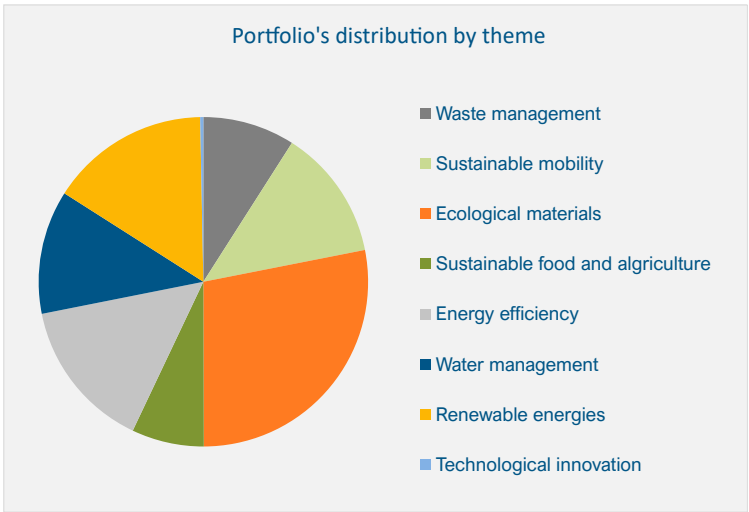 Portfolio's distribution by theme
Waste management
Sustainable mobility
Ecological materials
Sustainable food and algriculture
Energy efficiency
Water management
Renewable energies
Technological innovation